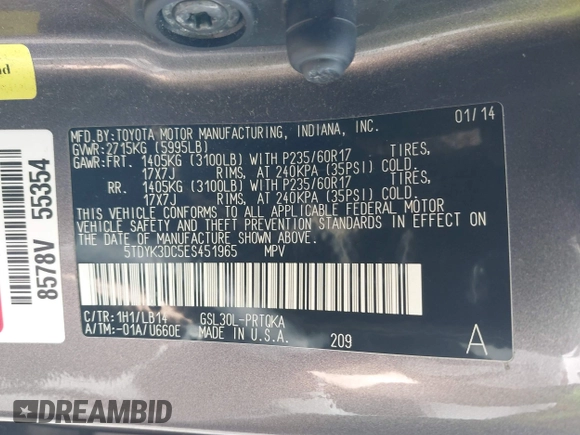 nd
8578V 55354
MFD.BY:TOYOTA MOTOR MANUFACTURING, INDIANA, INC. 01/14
GVWR:2715KG (5995LB)
GAWR:FRT. 1405KG (3100LB) WITH P235/60R17 TIRES,
17X7J RIMS, AT 240KPA (35PSI) COLD.
RR. 1405KG (3100LB) WITH P235/60R17 TIRES,
17X7J RIMS, AT 240KPA (35PSI) COLD.
THIS VEHICLE CONFORMS TO ALL APPLICABLE FEDERAL MOTOR
VEHICLE SAFETY AND THEFT PREVENTION STANDARDS IN EFFECT ON
THE DATE OF MANUFACTURE SHOWN ABOVE.
5TDYK3DC5ES451965 MPV
C/TR:1H1/LB14 GSL30L-PRTQKA
A/TM:-01A/U660E MADE IN U.S.A. 209 A
DREAMBID